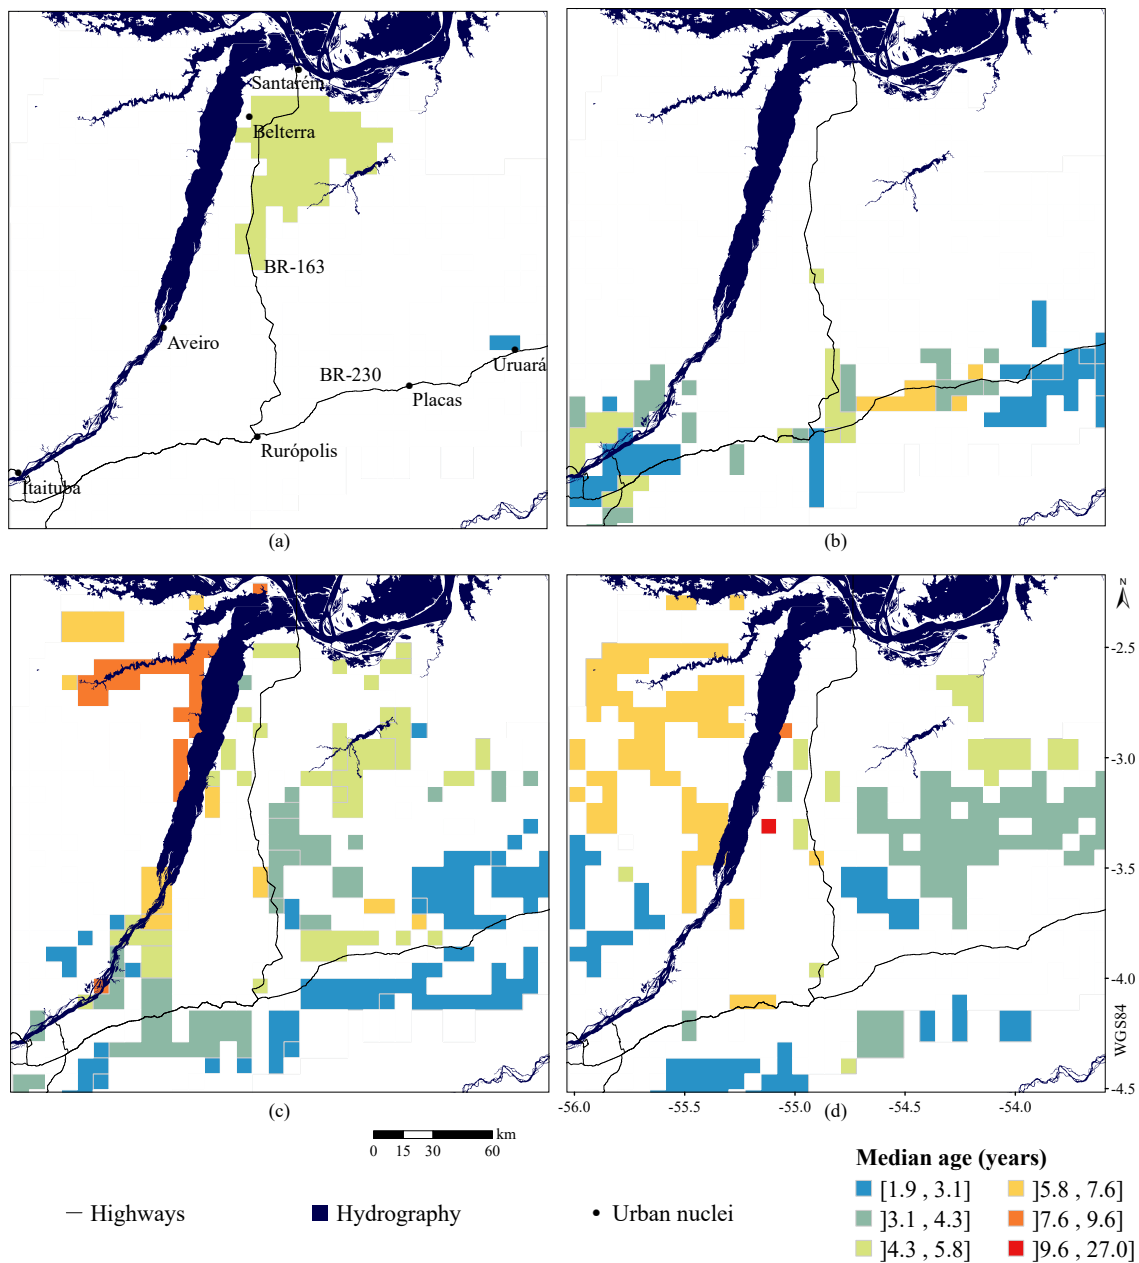 Santarém
Belterra
BR-163
Aveiro
Uruará
BR-230
Placas
Rurópolis
Itaituba
(a)
(b)
N
-2.5
-3.0
-3.5
-4.0
WGS84
-4.5
-56.0 -55.5 -55.0 -54.5 -54.0
(c)
(d)
km
0 15 30 60
Median age (years)
[1.9 , 3.1] ]5.8 , 7.6]
]3.1 , 4.3] ]7.6 , 9.6]
]4.3 , 5.8] ]9.6 , 27.0]
Highways Hydrography Urban nuclei